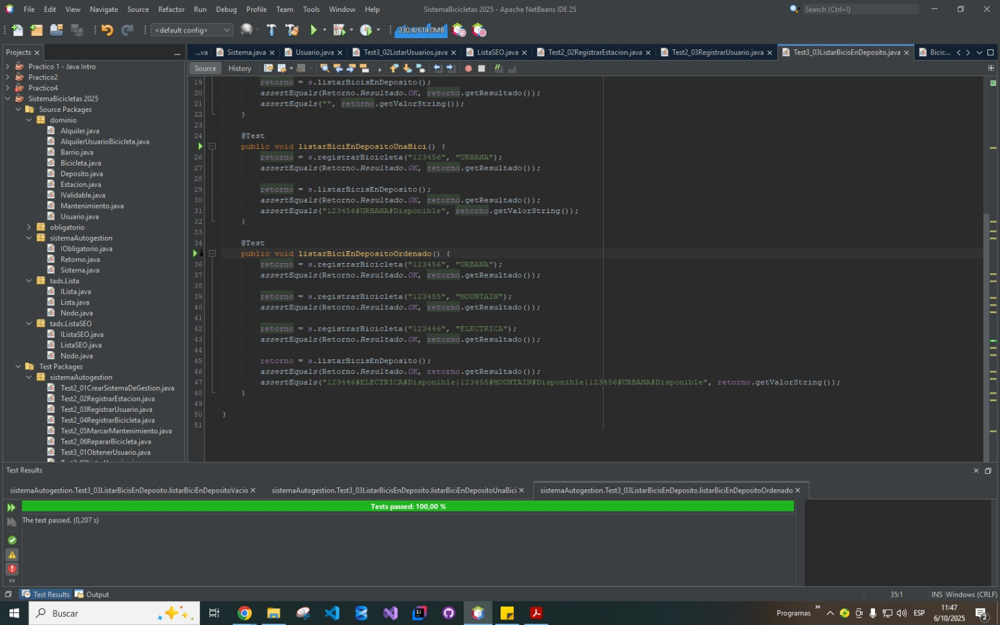 File Edit View Navigate Source Refactor Run Debug Profile Team Tools Window Help
SistemaBicicletas 2025 - Apache NetBeans IDE 25
Search (Ctrl+I)
<default config>
230,4/614,0MB
Projects
...va Sistema.java Usuario.java Test3_02ListarUsuarios.java ListaSEO.java Test2_02RegistrarEstacion.java Test2_03RegistrarUsuario.java Test3_03ListarBicisEnDeposito.java Bicic...
Source History
Practico 1 - Java Intro
Practico2
Practico4
SistemaBicicletas 2025
Source Packages
dominio
Alquiler.java
AlquilerUsuarioBicicleta.java
Barrio.java
Bicicleta.java
Deposito.java
Estacion.java
IValidable.java
Mantenimiento.java
Usuario.java
obligatorio
sistemaAutogestion
IObligatorio.java
Retorno.java
Sistema.java
tads.Lista
ILista.java
Lista.java
Nodo.java
tads.ListaSEO
IListaSEO.java
ListaSEO.java
Nodo.java
Test Packages
sistemaAutogestion
Test2_01CrearSistemaDeGestion.java
Test2_02RegistrarEstacion.java
Test2_03RegistrarUsuario.java
Test2_04RegistrarBicicleta.java
Test2_05MarcarMantenimiento.java
Test2_06RepararBicicleta.java
Test3_01ObtenerUsuario.java
19 retorno = s.listarBicisEnDeposito();
20 assertEquals(Retorno.Resultado.OK, retorno.getResultado());
21 assertEquals("", retorno.getValorString());
22 }
23
24 @Test
public void listarBiciEnDepositoUnaBici() {
26 retorno = s.registrarBicicleta("123456", "URBANA");
27 assertEquals(Retorno.Resultado.OK, retorno.getResultado());
28
29 retorno = s.listarBicisEnDeposito();
30 assertEquals(Retorno.Resultado.OK, retorno.getResultado());
31 assertEquals("123456#URBANA#Disponible", retorno.getValorString());
32 }
33
34 @Test
public void listarBiciEnDepositoOrdenado() {
36 retorno = s.registrarBicicleta("123456", "URBANA");
37 assertEquals(Retorno.Resultado.OK, retorno.getResultado());
38
39 retorno = s.registrarBicicleta("123455", "MOUNTAIN");
40 assertEquals(Retorno.Resultado.OK, retorno.getResultado());
41
42 retorno = s.registrarBicicleta("123446", "ELECTRICA");
43 assertEquals(Retorno.Resultado.OK, retorno.getResultado());
44
45 retorno = s.listarBicisEnDeposito();
46 assertEquals(Retorno.Resultado.OK, retorno.getResultado());
47 assertEquals("123446#ELECTRICA#Disponible|123455#MOUNTAIN#Disponible|123456#URBANA#Disponible", retorno.getValorString());
48 }
49
50 }
51
Test Results
sistemaAutogestion.Test3_03ListarBicisEnDeposito.listarBiciEnDepositoVacio sistemaAutogestion.Test3_03ListarBicisEnDeposito.listarBiciEnDepositoUnaBici sistemaAutogestion.Test3_03ListarBicisEnDeposito.listarBiciEnDepositoOrdenado
Tests passed: 100,00 %
The test passed. (0,207 s)
Test Results Output
35:1 INS Windows (CRLF)
Buscar
Programas
ESP
11:47
6/10/2025
2